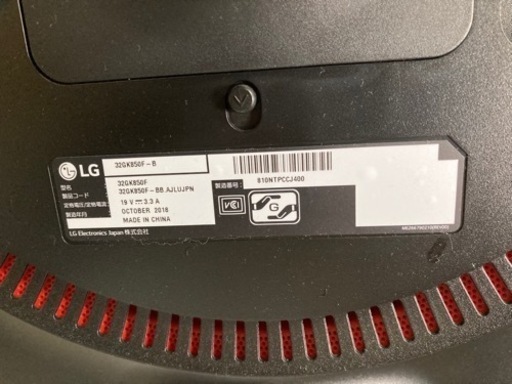 LG
32GK850F-B
型名
32GK850F
製品コード
32GK850F-BB.AJLUJPN
定格電圧/定格電流:
19 V ⎓ 3.3 A
製造年月
OCTOBER 2018
MADE IN CHINA
LG Electronics Japan 株式会社
製造番号:
810NTPCCJ400
VCCI
G